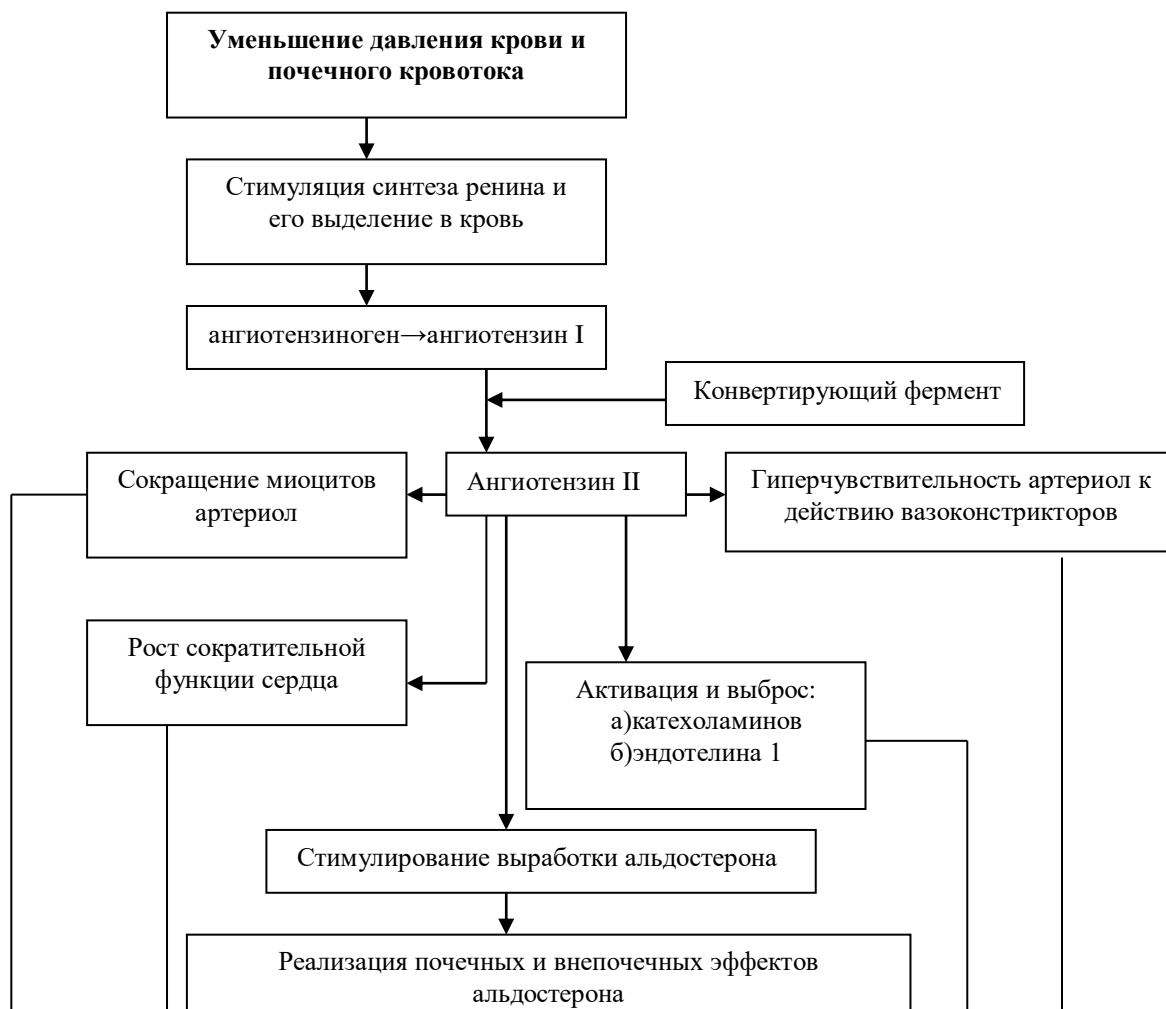 Уменьшение давления крови и
почечного кровотока
Стимуляция синтеза ренина и
его выделение в кровь
ангиотензиноген→ангиотензин I
Конвертирующий фермент
Сокращение миоцитов
артериол
Ангиотензин II
Гиперчувствительность артериол к
действию вазоконстрикторов
Рост сократительной
функции сердца
Активация и выброс:
а)катехоламинов
б)эндотелина 1
Стимулирование выработки альдостерона
Реализация почечных и внепочечных эффектов
альдостерона